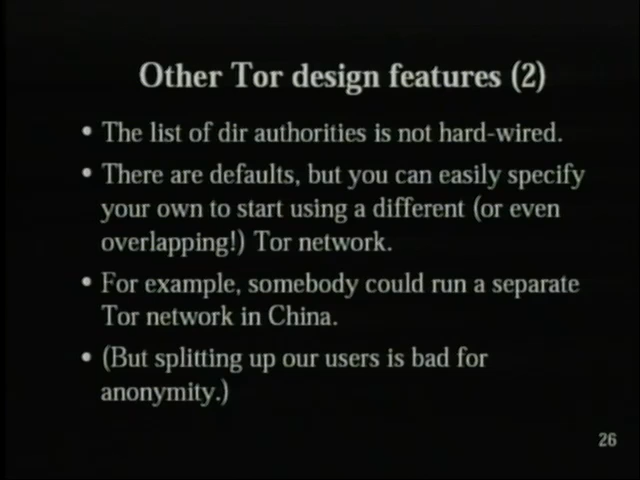 Other Tor design features (2)
• The list of dir authorities is not hard-wired.
• There are defaults, but you can easily specify
your own to start using a different (or even
overlapping!) Tor network.
• For example, somebody could run a separate
Tor network in China.
• (But splitting up our users is bad for
anonymity.)
26